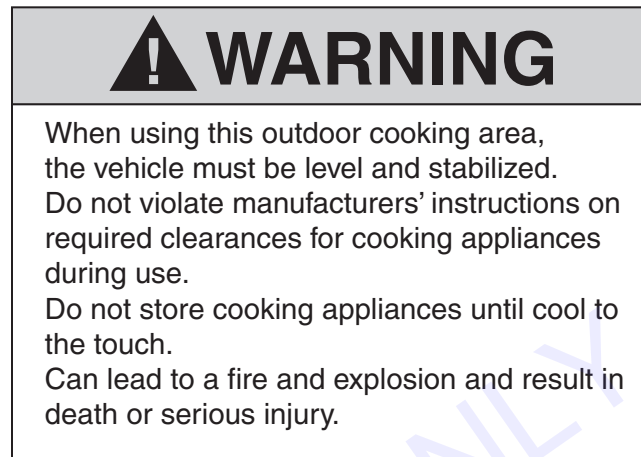 WARNING
When using this outdoor cooking area,
the vehicle must be level and stabilized.
Do not violate manufacturers’ instructions on
required clearances for cooking appliances
during use.
Do not store cooking appliances until cool to
the touch.
Can lead to a fire and explosion and result in
death or serious injury.